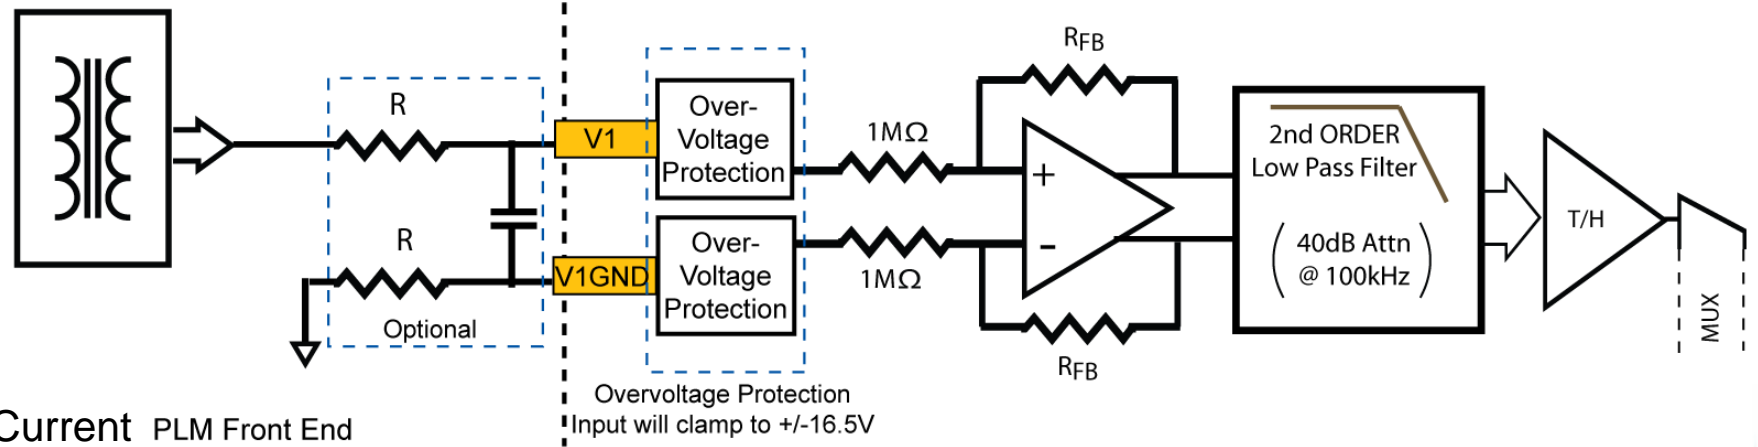 R
R
Optional
V1
V1GND
Over-
Voltage
Protection
Over-
Voltage
Protection
Overvoltage Protection
Input will clamp to +/-16.5V
1MΩ
1MΩ
RFB
+
-
RFB
2nd ORDER
Low Pass Filter
(40dB Attn
@ 100kHz)
T/H
MUX
Current PLM Front End